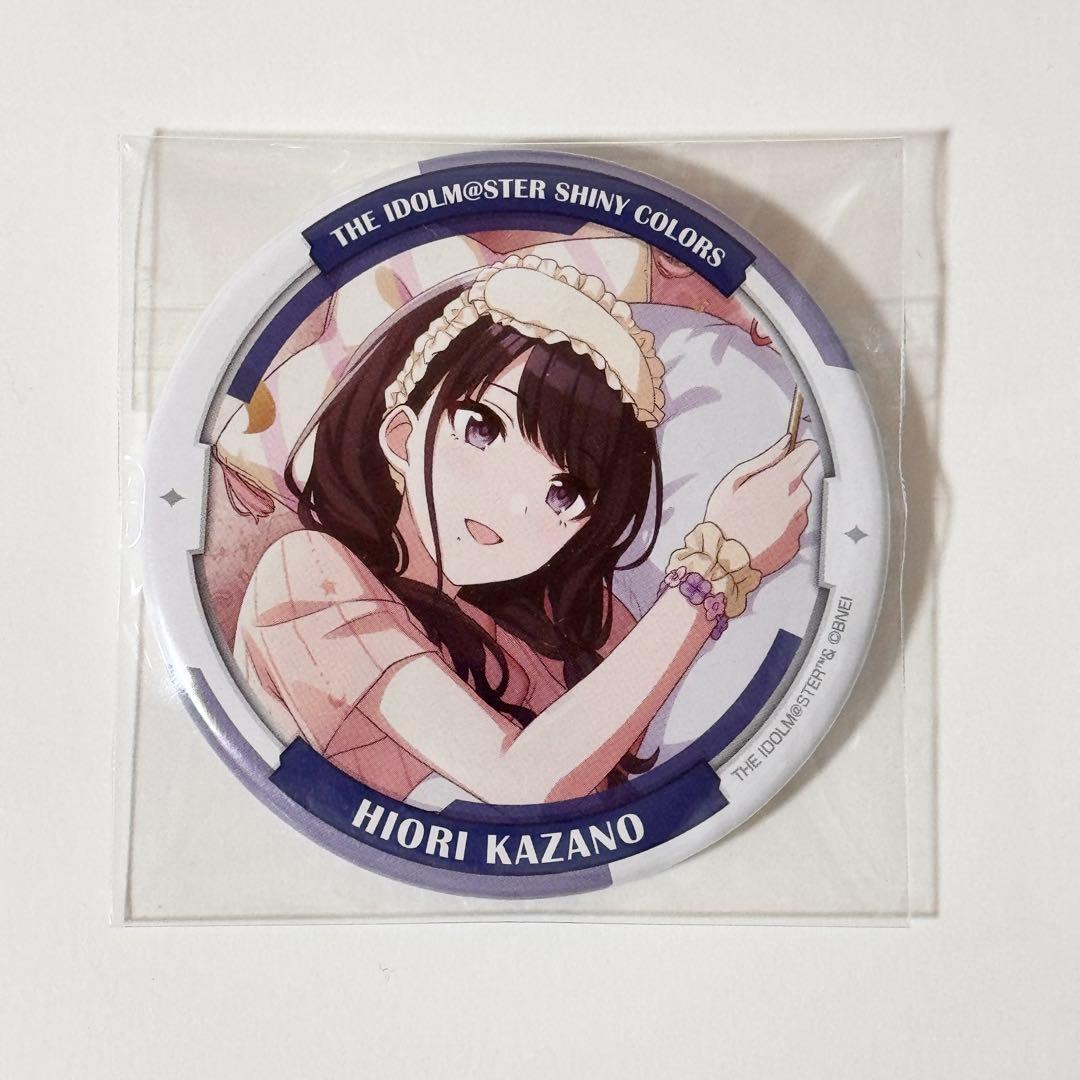 THE IDOLM@STER SHINY COLORS
THE IDOLM@STER™& ©BNEI
HIORI KAZANO